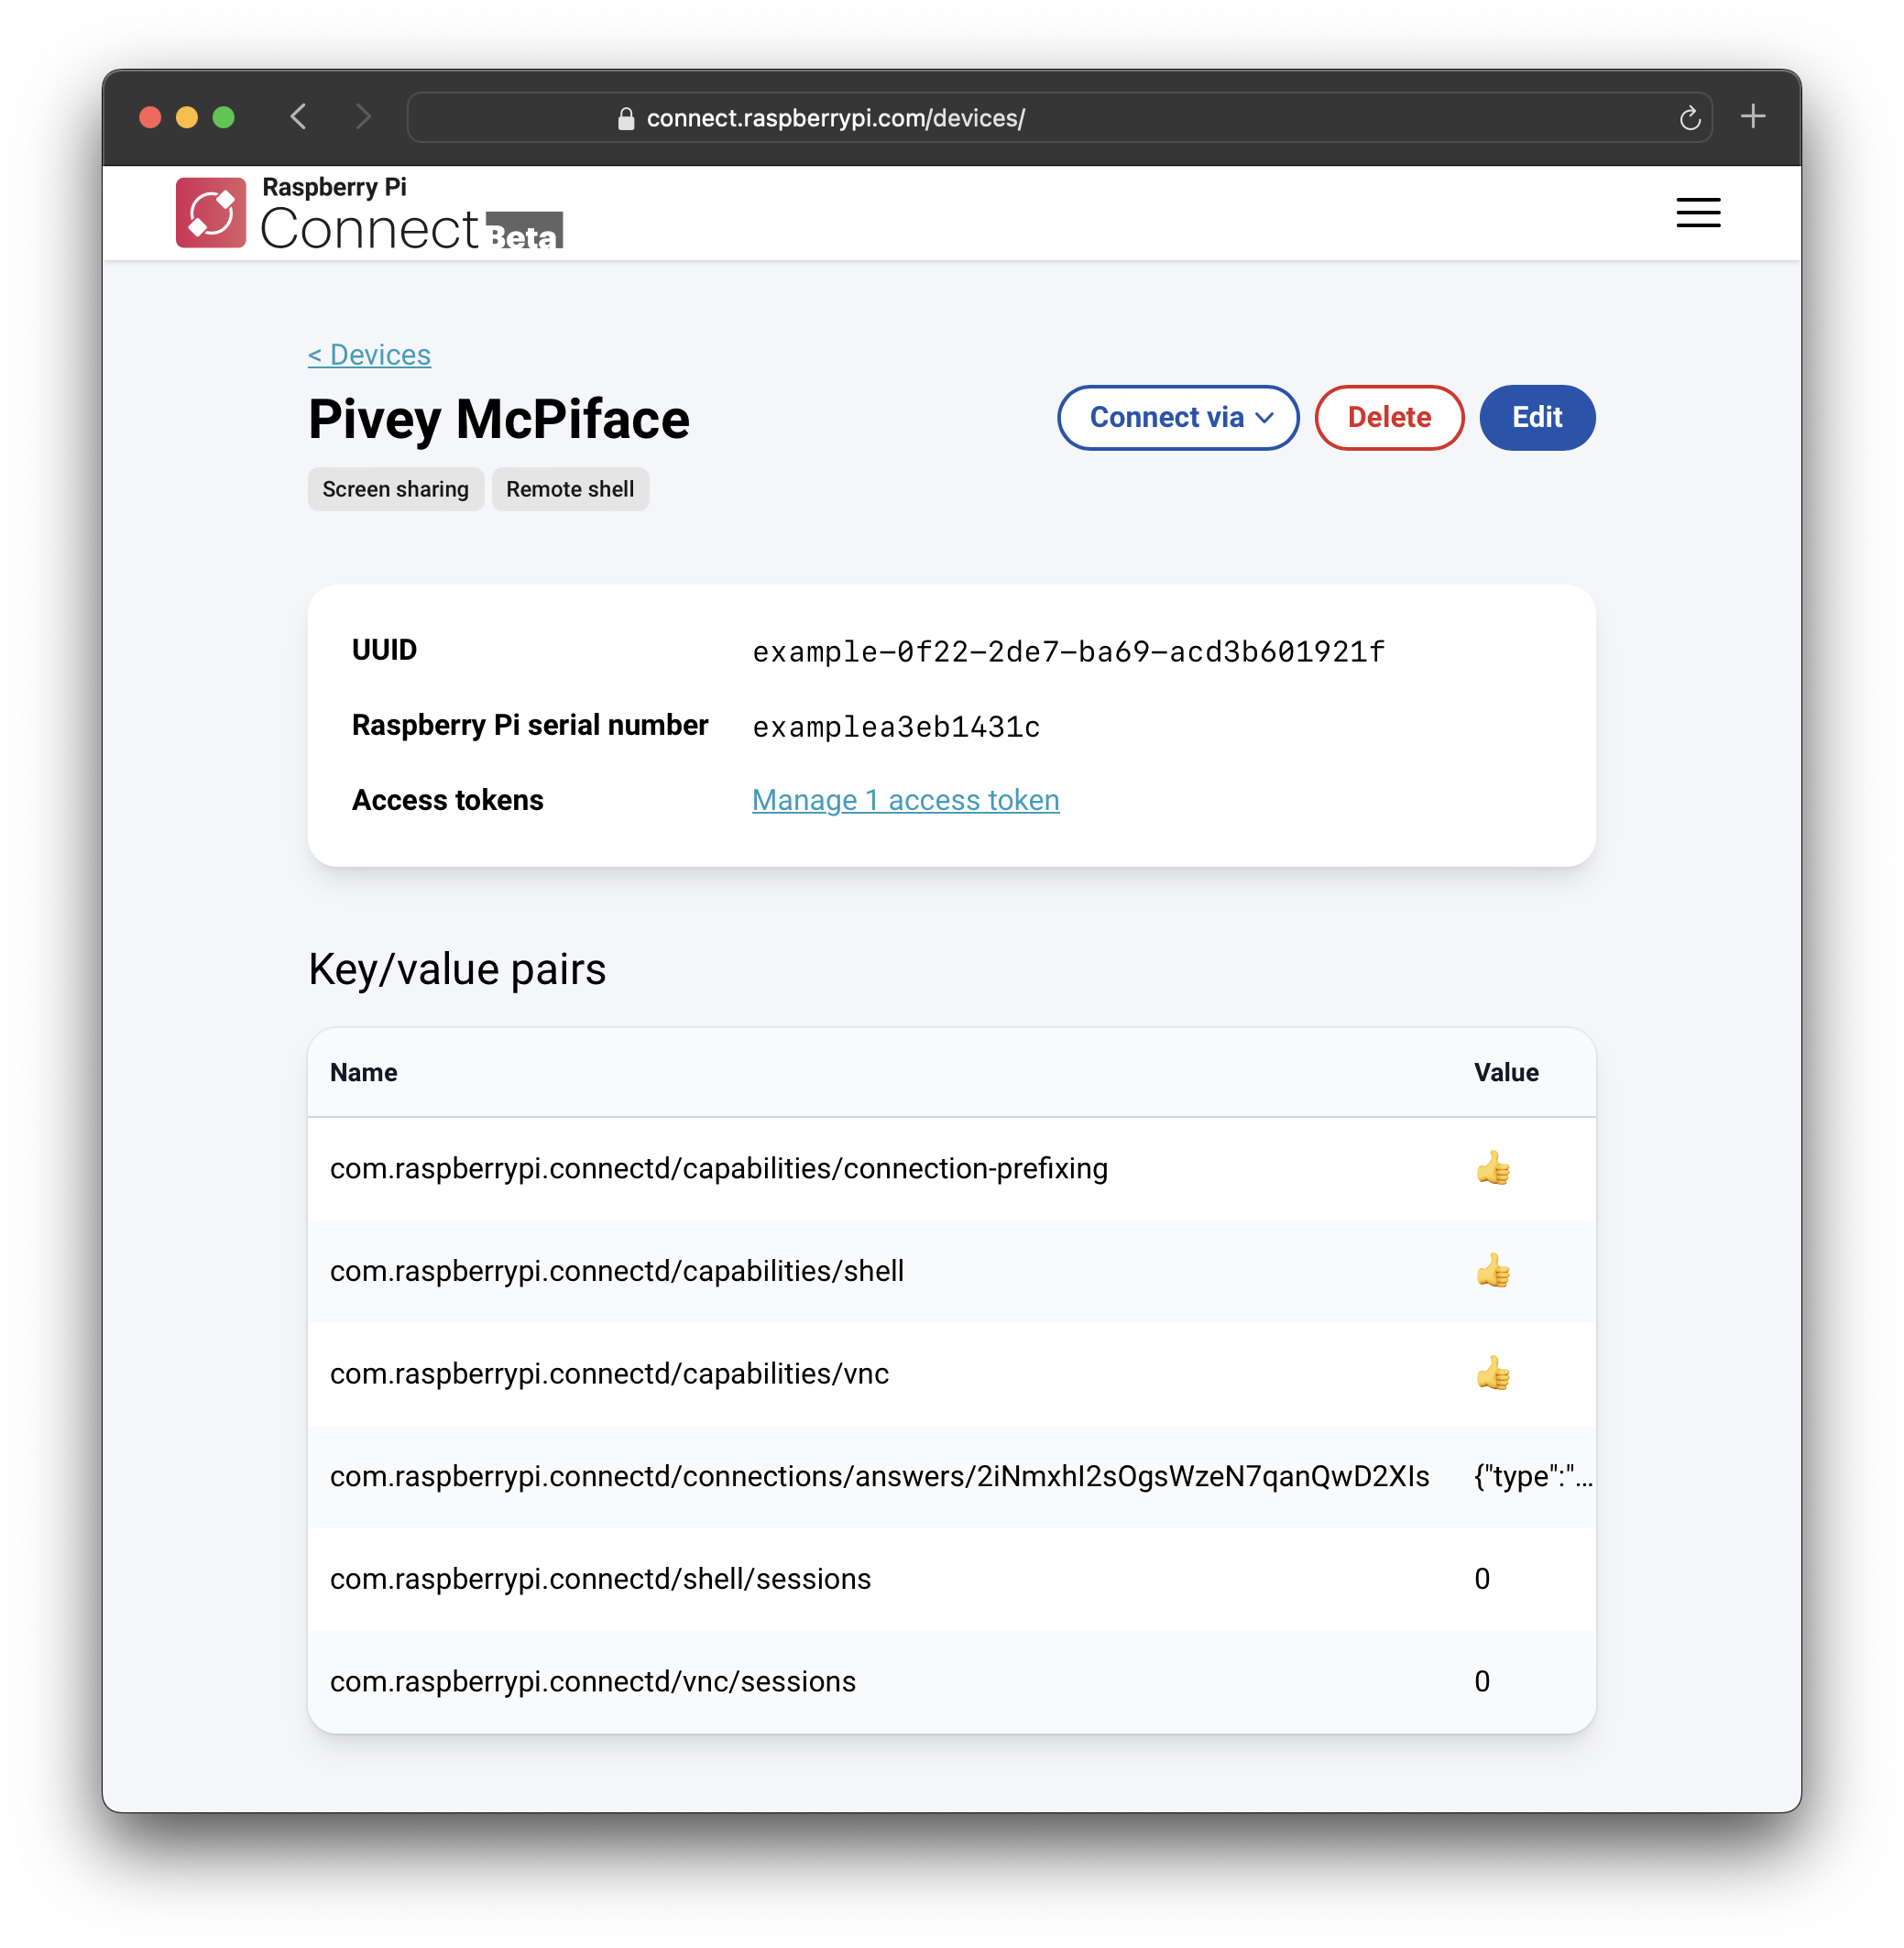 connect.raspberrypi.com/devices/
Raspberry Pi
Connect Beta
< Devices
Pivey McPiface
Connect via
Delete
Edit
Screen sharing
Remote shell
UUID example-0f22-2de7-ba69-acd3b601921f
Raspberry Pi serial number examplea3eb1431c
Access tokens Manage 1 access token
Key/value pairs
Name Value
com.raspberrypi.connectd/capabilities/connection-prefixing 👍
com.raspberrypi.connectd/capabilities/shell 👍
com.raspberrypi.connectd/capabilities/vnc 👍
com.raspberrypi.connectd/connections/answers/2iNmxhI2sOgsWzeN7qanQwD2XIs {"type":"...
com.raspberrypi.connectd/shell/sessions 0
com.raspberrypi.connectd/vnc/sessions 0